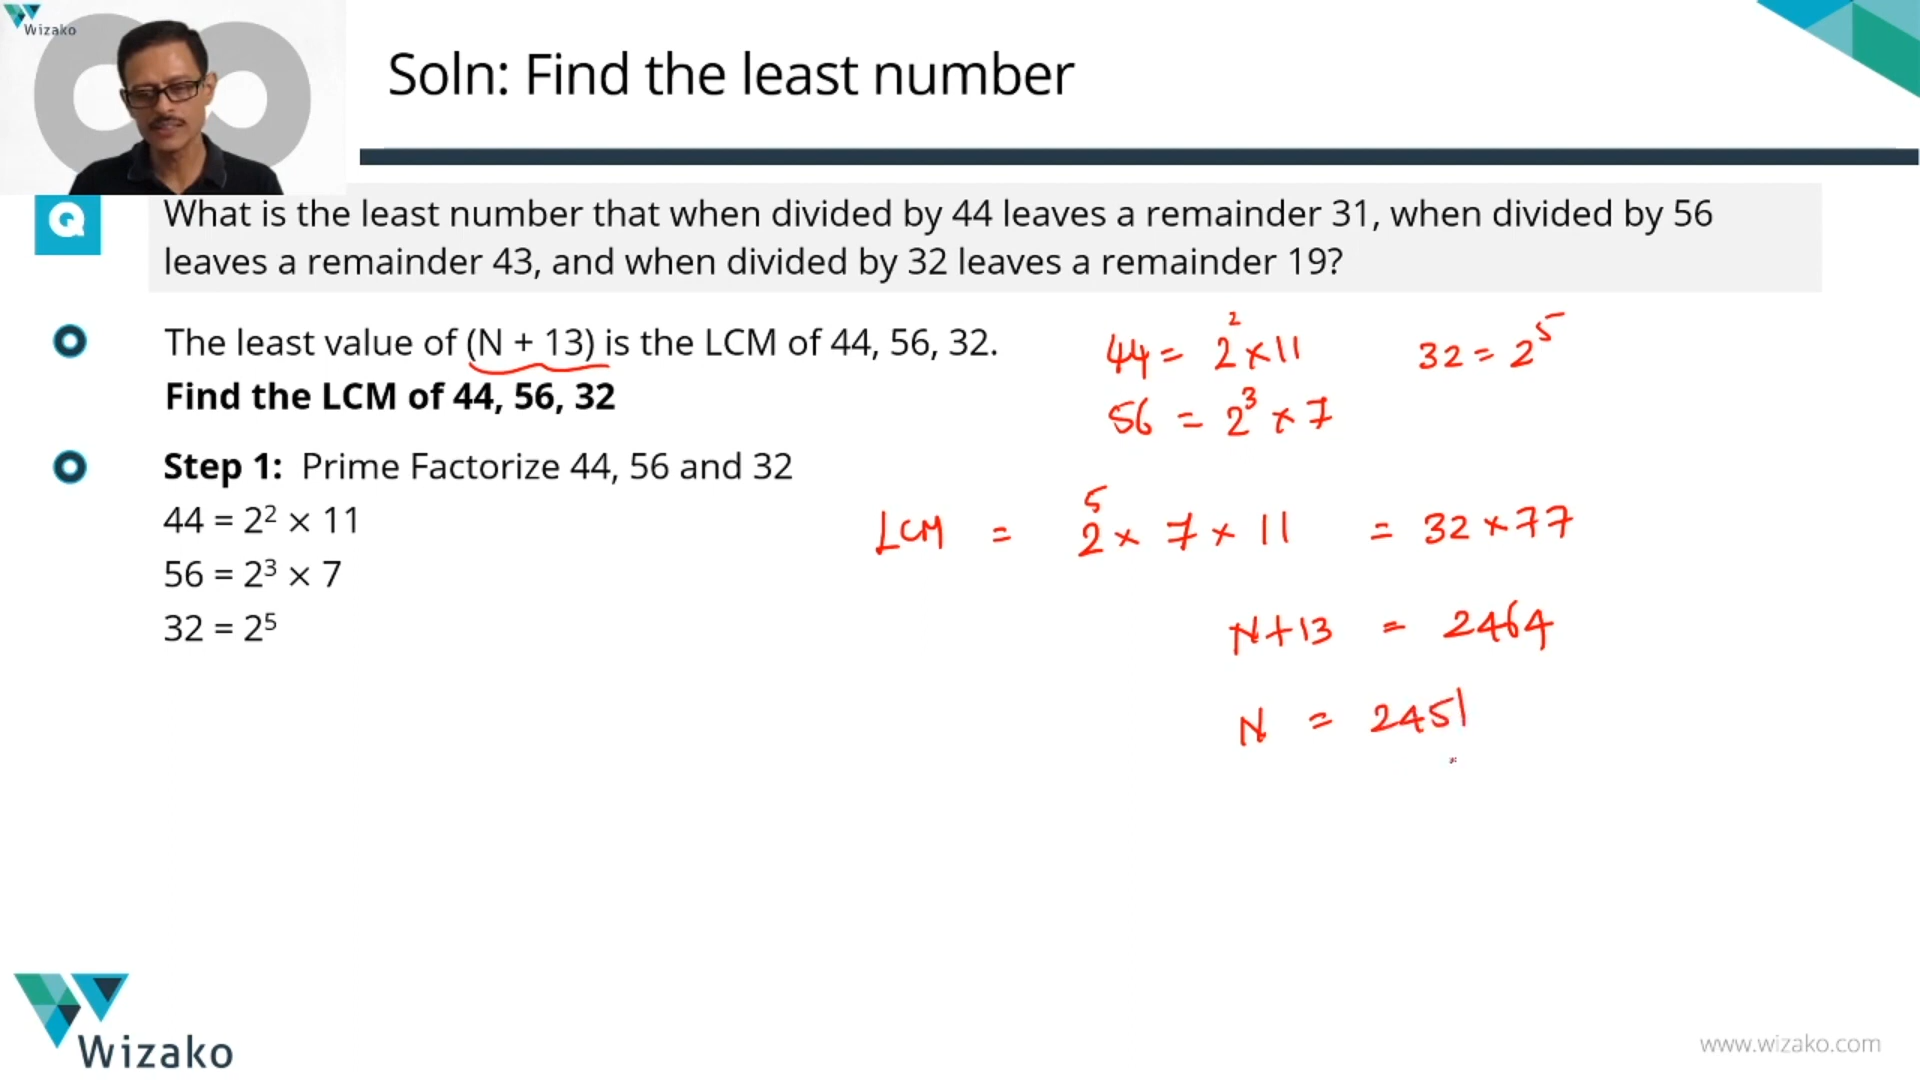 Wizako
Soln: Find the least number
Q
What is the least number that when divided by 44 leaves a remainder 31, when divided by 56
leaves a remainder 43, and when divided by 32 leaves a remainder 19?
The least value of (N + 13) is the LCM of 44, 56, 32.
Find the LCM of 44, 56, 32
Step 1: Prime Factorize 44, 56 and 32
44 = 2² × 11
56 = 2³ × 7
32 = 2⁵
44 = 2² × 11
32 = 2⁵
56 = 2³ × 7
LCM = 2⁵ × 7 × 11 = 32 × 77
N+13 = 2464
N = 2451
Wizako
www.wizako.com